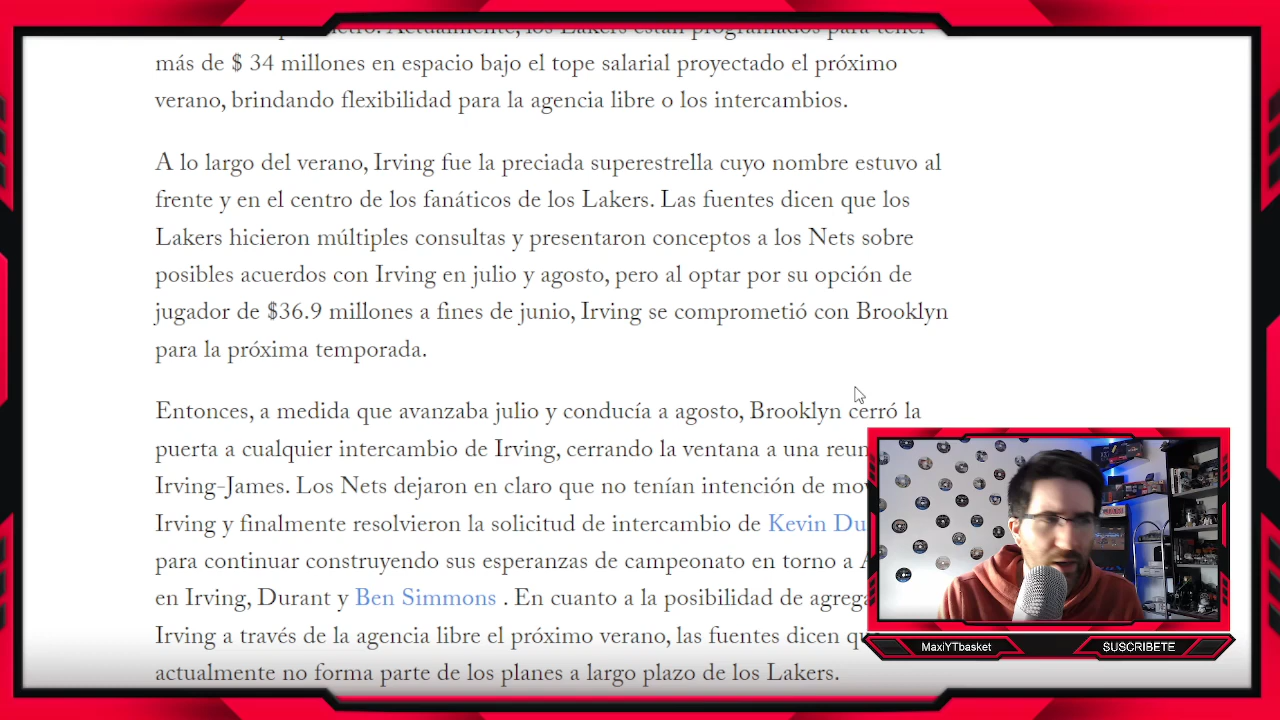 Actualmente, los Lakers están programados para tener
más de $ 34 millones en espacio bajo el tope salarial proyectado el próximo
verano, brindando flexibilidad para la agencia libre o los intercambios.
A lo largo del verano, Irving fue la preciada superestrella cuyo nombre estuvo al
frente y en el centro de los fanáticos de los Lakers. Las fuentes dicen que los
Lakers hicieron múltiples consultas y presentaron conceptos a los Nets sobre
posibles acuerdos con Irving en julio y agosto, pero al optar por su opción de
jugador de $36.9 millones a fines de junio, Irving se comprometió con Brooklyn
para la próxima temporada.
Entonces, a medida que avanzaba julio y conducía a agosto, Brooklyn cerró la
puerta a cualquier intercambio de Irving, cerrando la ventana a una
Irving-James. Los Nets dejaron en claro que no tenían intención de
Irving y finalmente resolvieron la solicitud de intercambio de Kevin
para continuar construyendo sus esperanzas de campeonato en torno a
en Irving, Durant y Ben Simmons . En cuanto a la posibilidad de
Irving a través de la agencia libre el próximo verano, las fuentes dicen
actualmente no forma parte de los planes a largo plazo de los Lakers.
MaxiYTbasket
SUSCRIBETE